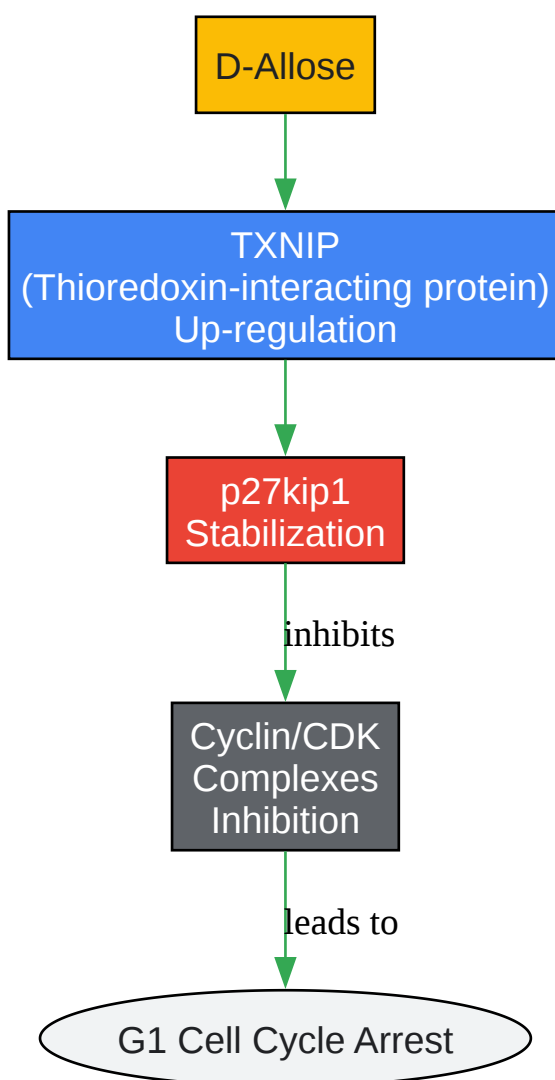 D-Allose
TXNIP
(Thioredoxin-interacting protein)
Up-regulation
p27kip1
Stabilization
inhibits
Cyclin/CDK
Complexes
Inhibition
leads to
G1 Cell Cycle Arrest